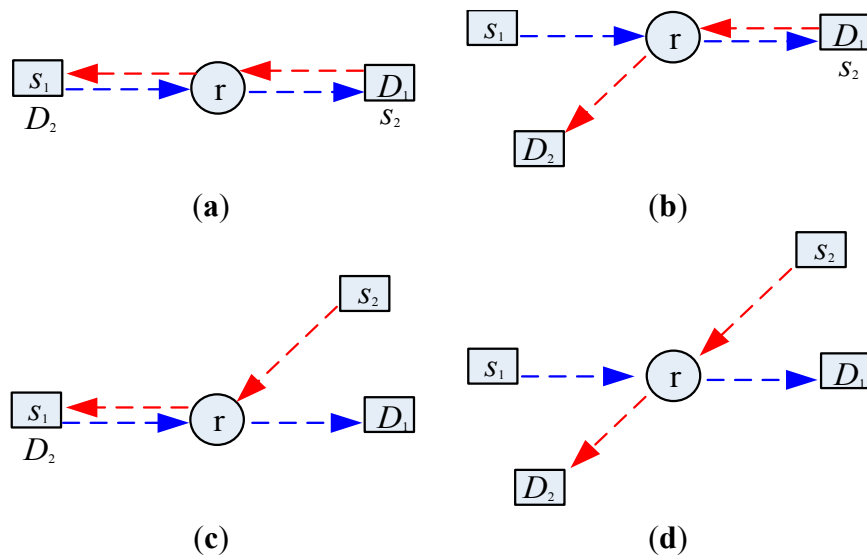 s₁ r D₁
D₂ s₂
(a)
s₁ r D₁
s₂
D₂
(b)
s₂
s₁ r D₁
D₂
(c)
s₂
s₁ r D₁
D₂
(d)